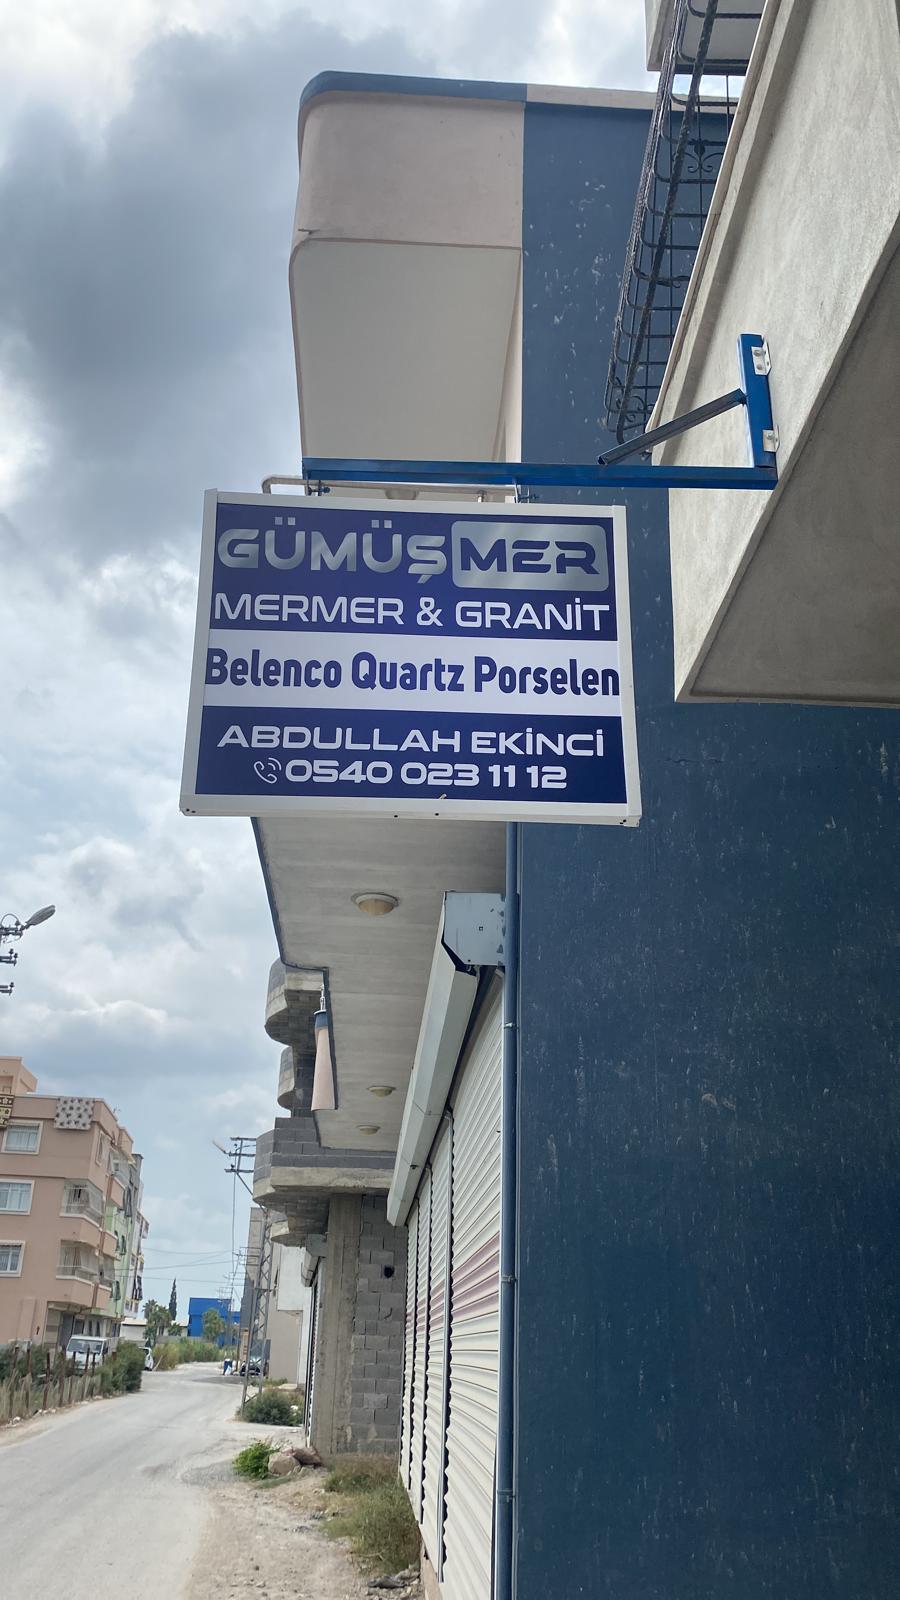 GÜMÜŞMER
MERMER & GRANİT
Belenco Quartz Porselen
ABDULLAH EKİNCİ
0540 023 11 12